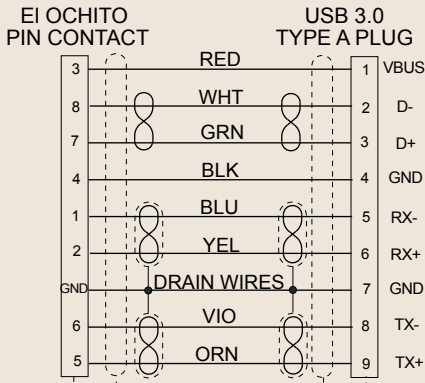 El OCHITO USB 3.0
PIN CONTACT TYPE A PLUG
3 RED 1 VBUS
8 WHT 2 D-
7 GRN 3 D+
4 BLK 4 GND
1 BLU 5 RX-
2 YEL 6 RX+
GND DRAIN WIRES 7 GND
6 VIO 8 TX-
5 ORN 9 TX+